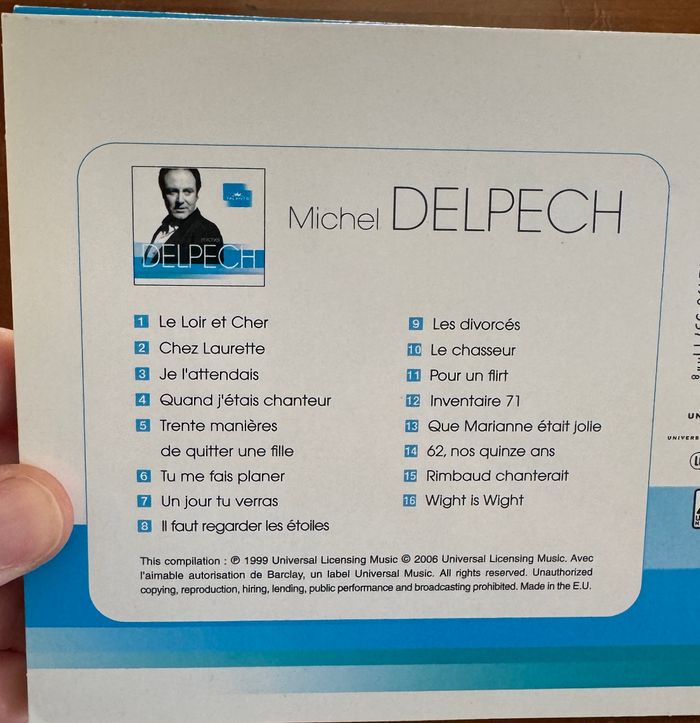 TALENTS
michel
DELPECH
Michel DELPECH
1 Le Loir et Cher
2 Chez Laurette
3 Je l'attendais
4 Quand j'étais chanteur
5 Trente manières
de quitter une fille
6 Tu me fais planer
7 Un jour tu verras
8 Il faut regarder les étoiles
9 Les divorcés
10 Le chasseur
11 Pour un flirt
12 Inventaire 71
13 Que Marianne était jolie
14 62, nos quinze ans
15 Rimbaud chanterait
16 Wight is Wight
This compilation : ℗ 1999 Universal Licensing Music © 2006 Universal Licensing Music. Avec
l'aimable autorisation de Barclay, un label Universal Music. All rights reserved. Unauthorized
copying, reproduction, hiring, lending, public performance and broadcasting prohibited. Made in the E.U.
UN
UNIVERS